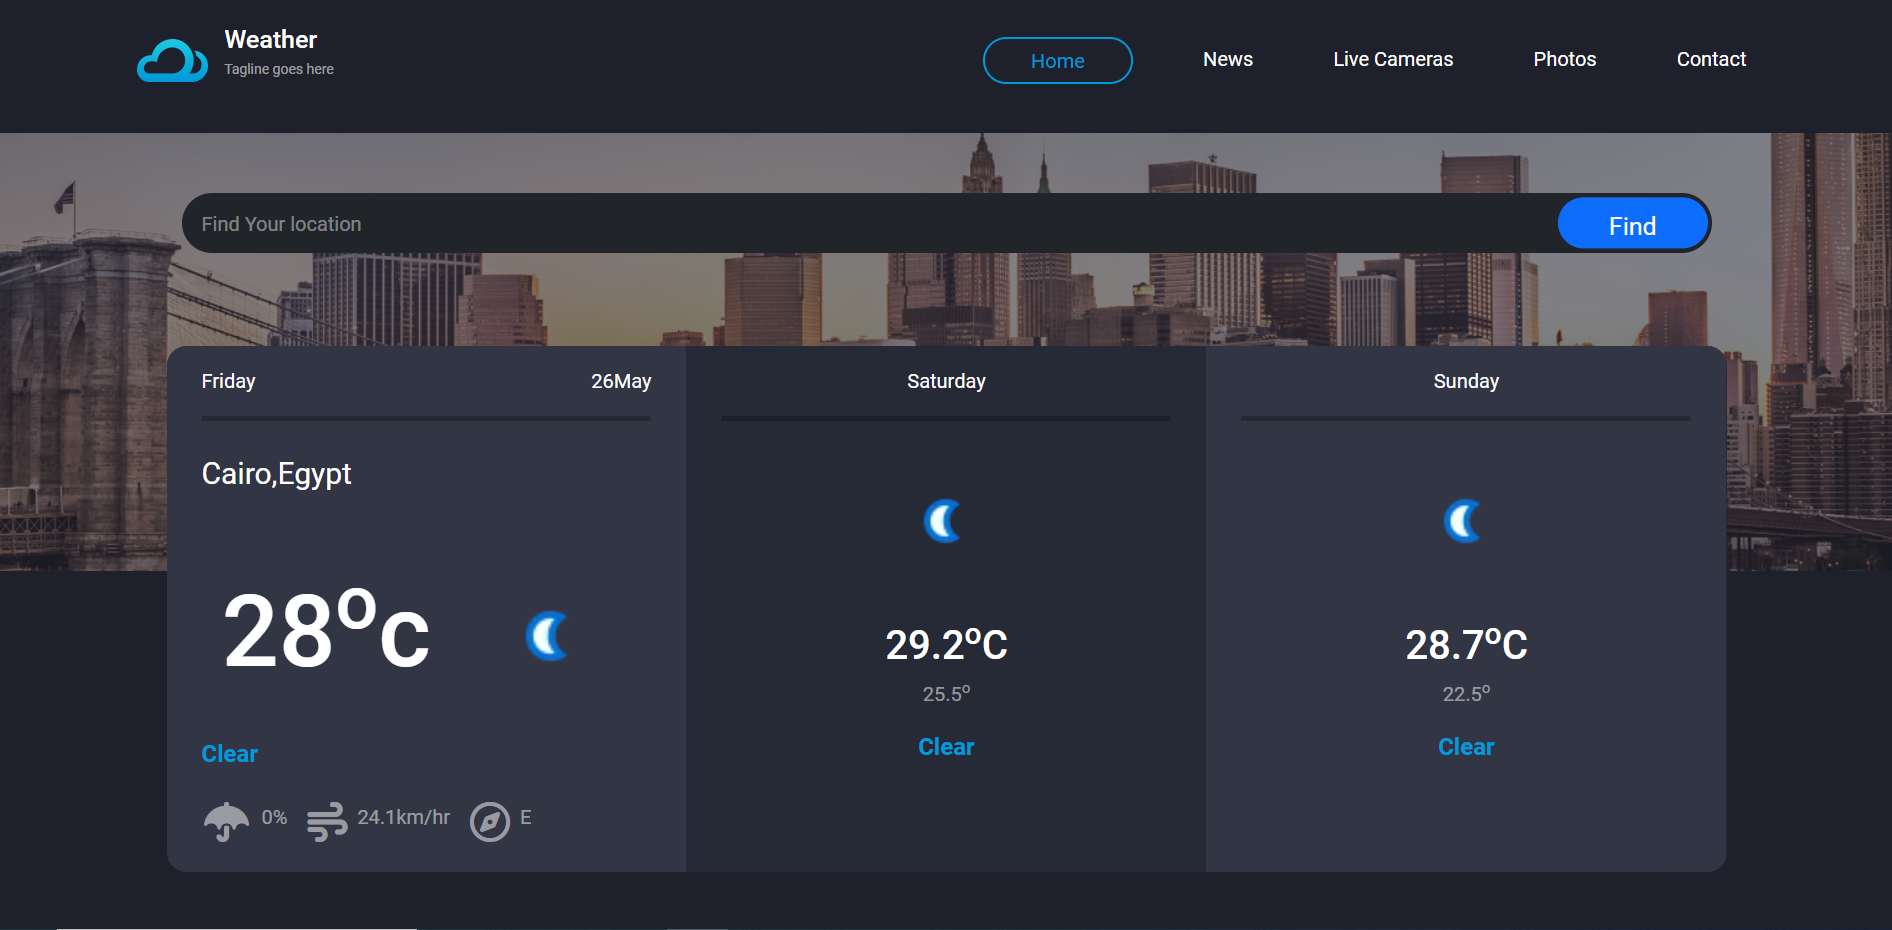 Weather
Tagline goes here
Home
News
Live Cameras
Photos
Contact
Find Your location
Find
Friday
26May
Cairo,Egypt
28°c
Clear
0%
24.1km/hr
E
Saturday
29.2°C
25.5°
Clear
Sunday
28.7°C
22.5°
Clear